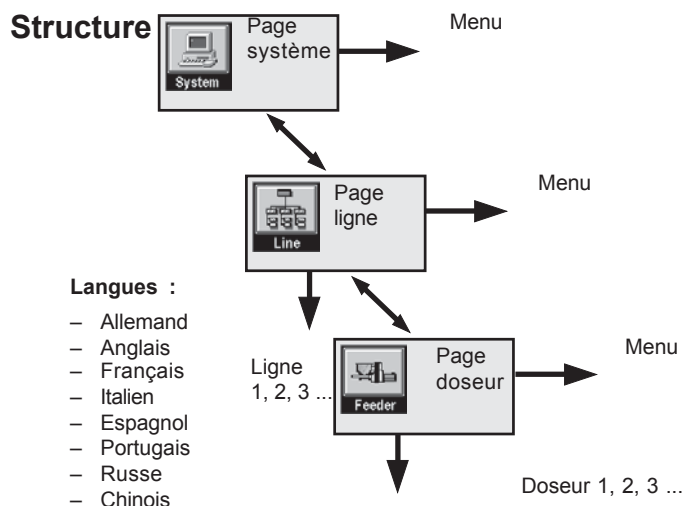 Structure
Page
système
System
Menu
Page
ligne
Line
Menu
Langues :
– Allemand
– Anglais
– Français
– Italien
– Espagnol
– Portugais
– Russe
– Chinois
Ligne
1, 2, 3 ...
Page
doseur
Feeder
Menu
Doseur 1, 2, 3 ...